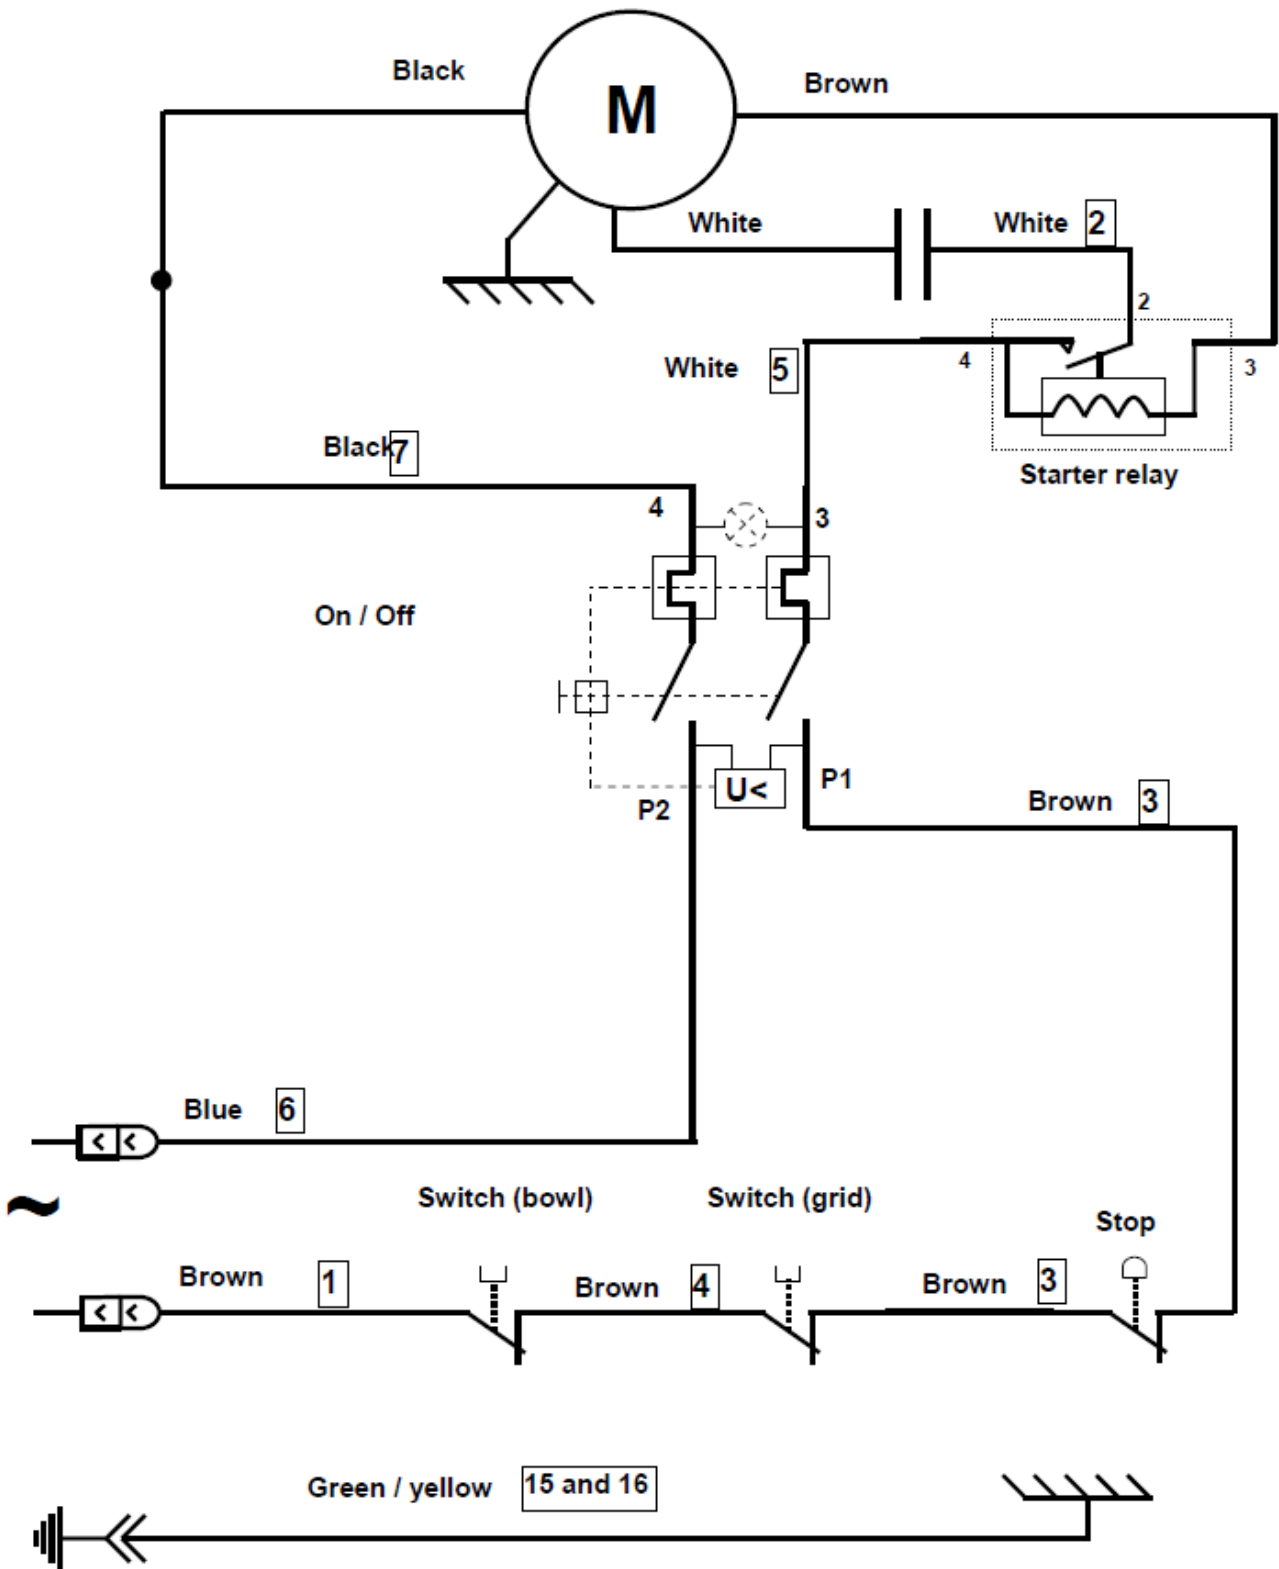 Black
Brown
M
White
White 2
2
White 5
4
3
Starter relay
Black 7
4
3
On / Off
U<
P1
P2
Brown 3
Blue 6
~
Switch (bowl)
Switch (grid)
Stop
Brown 1
Brown 4
Brown 3
Green / yellow 15 and 16